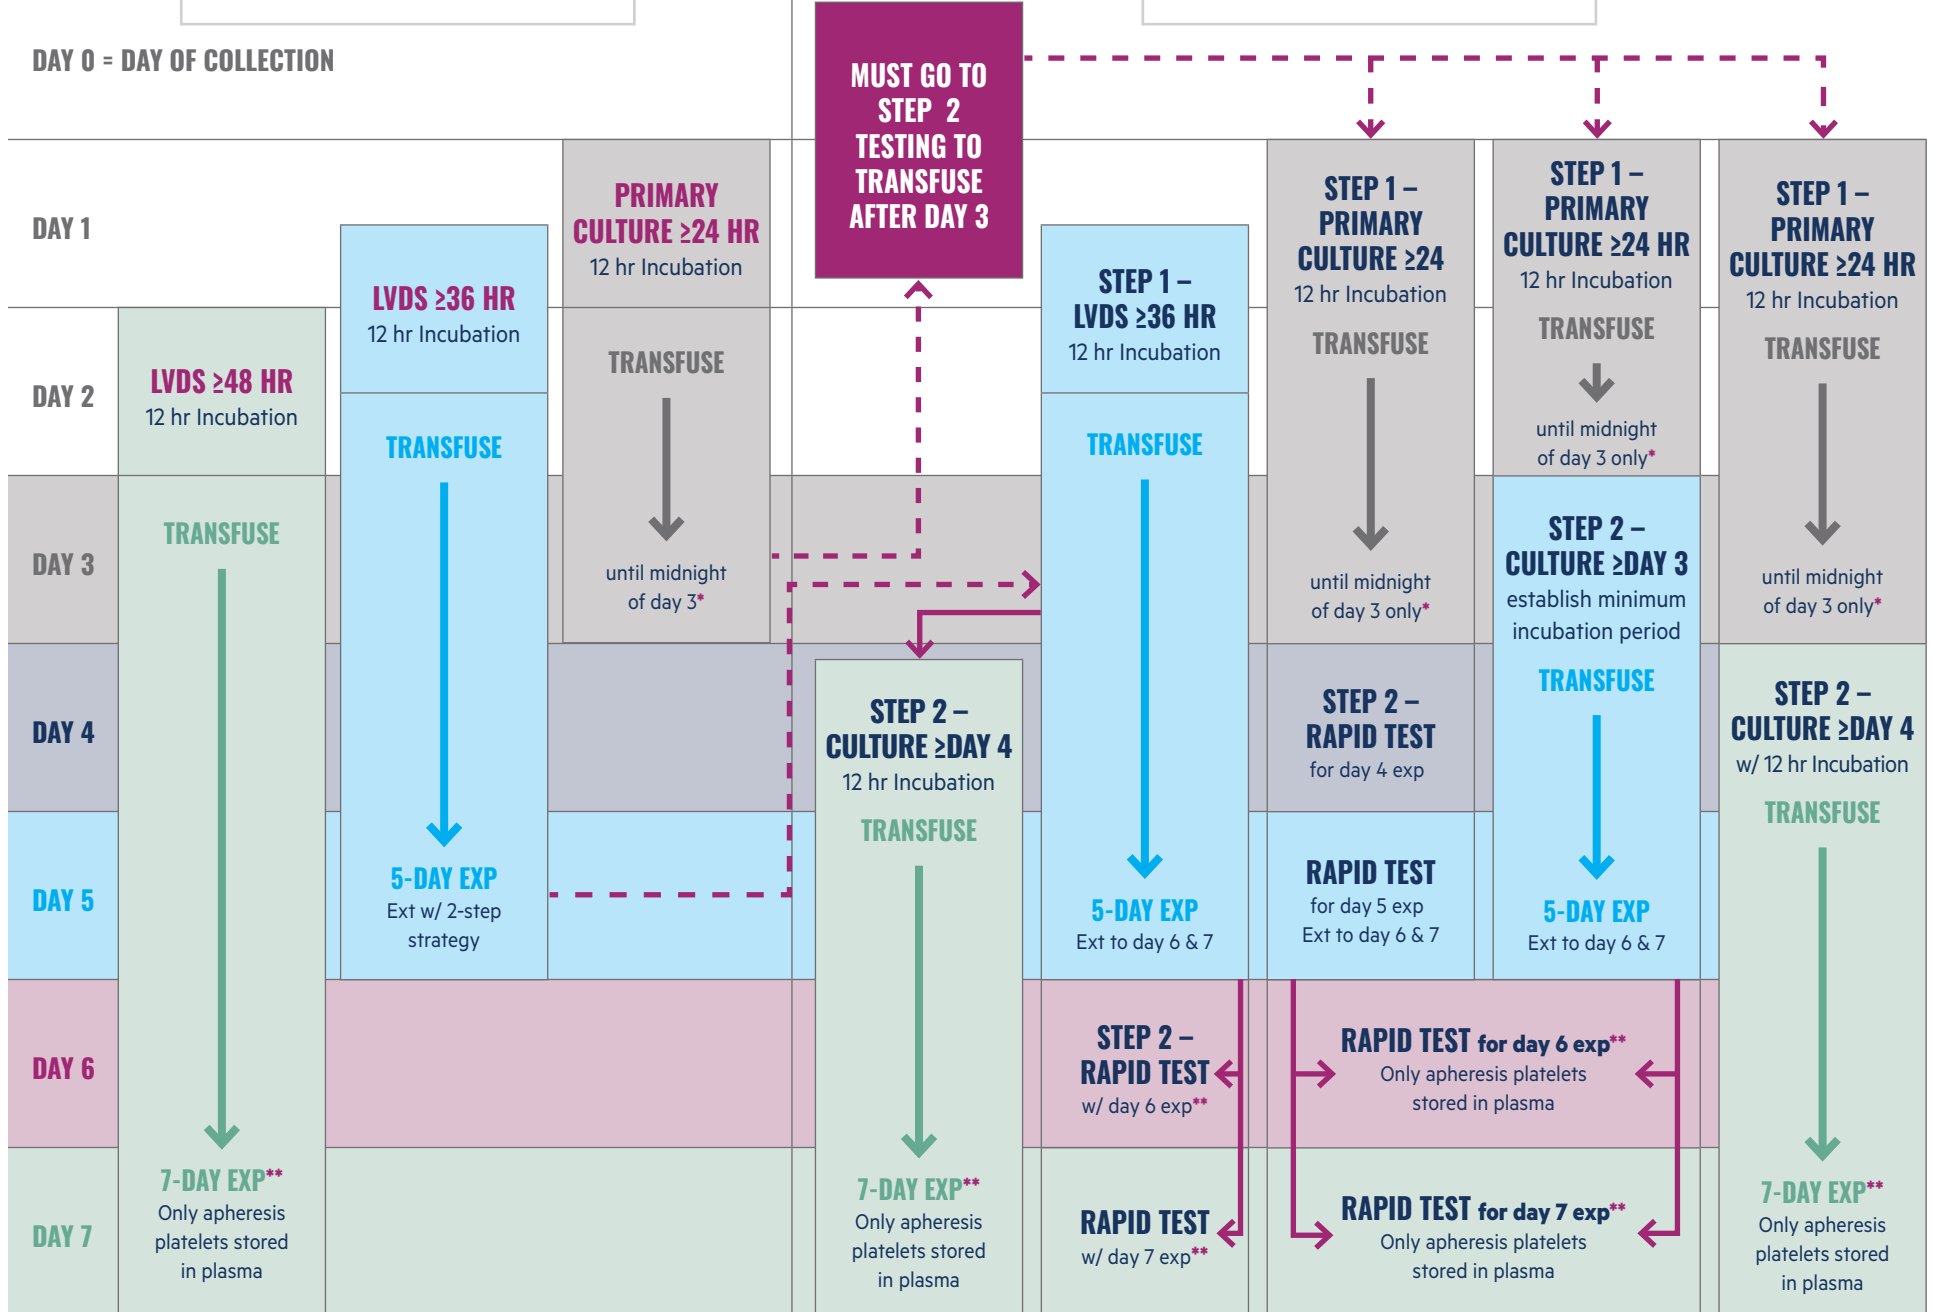 DAY 0 = DAY OF COLLECTION
DAY 1
DAY 2
DAY 3
DAY 4
DAY 5
DAY 6
DAY 7
LVDS ≥48 HR
12 hr Incubation
TRANSFUSE
7-DAY EXP**
Only apheresis
platelets stored
in plasma
LVDS ≥36 HR
12 hr Incubation
TRANSFUSE
5-DAY EXP
Ext w/ 2-step
strategy
PRIMARY
CULTURE ≥24 HR
12 hr Incubation
TRANSFUSE
until midnight
of day 3*
MUST GO TO
STEP 2
TESTING TO
TRANSFUSE
AFTER DAY 3
STEP 2 –
CULTURE ≥DAY 4
12 hr Incubation
TRANSFUSE
7-DAY EXP**
Only apheresis
platelets stored
in plasma
STEP 1 –
LVDS ≥36 HR
12 hr Incubation
TRANSFUSE
5-DAY EXP
Ext to day 6 & 7
STEP 2 –
RAPID TEST
w/ day 6 exp**
RAPID TEST
w/ day 7 exp**
STEP 1 –
PRIMARY
CULTURE ≥24
12 hr Incubation
TRANSFUSE
until midnight
of day 3 only*
STEP 2 –
RAPID TEST
for day 4 exp
RAPID TEST
for day 5 exp
Ext to day 6 & 7
STEP 1 –
PRIMARY
CULTURE ≥24 HR
12 hr Incubation
TRANSFUSE
until midnight
of day 3 only*
STEP 2 –
CULTURE ≥DAY 3
establish minimum
incubation period
TRANSFUSE
5-DAY EXP
Ext to day 6 & 7
RAPID TEST for day 6 exp**
Only apheresis platelets
stored in plasma
RAPID TEST for day 7 exp**
Only apheresis platelets
stored in plasma
STEP 1 –
PRIMARY
CULTURE ≥24 HR
12 hr Incubation
TRANSFUSE
until midnight
of day 3 only*
STEP 2 –
CULTURE ≥DAY 4
w/ 12 hr Incubation
TRANSFUSE
7-DAY EXP**
Only apheresis
platelets stored
in plasma